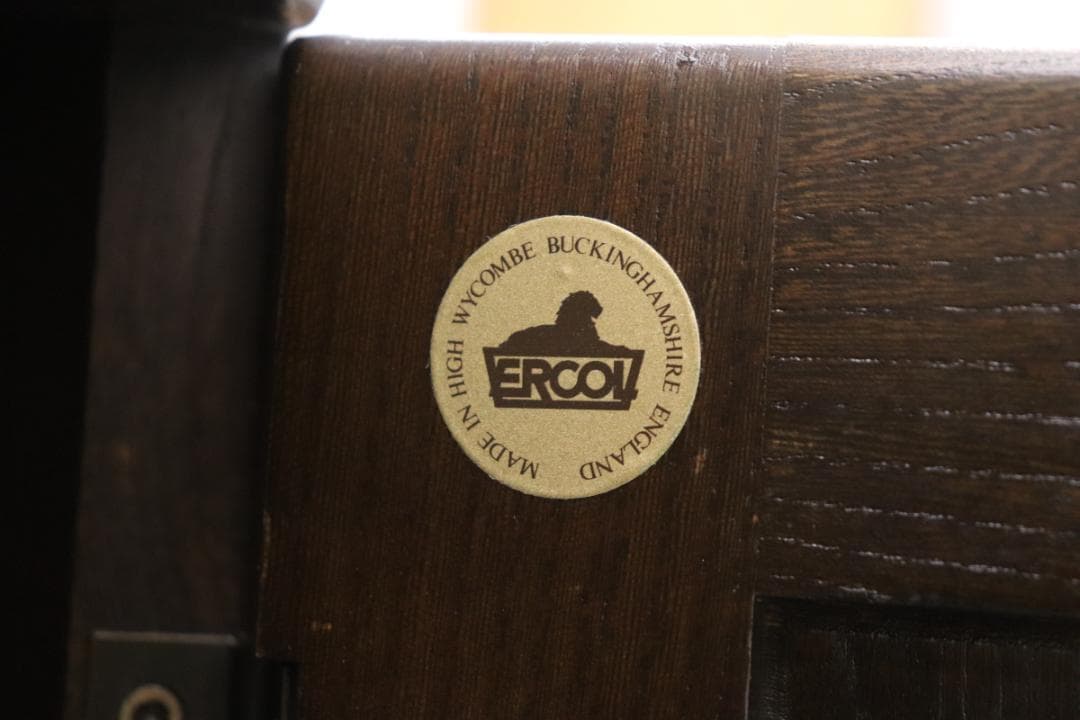 MADE IN HIGH WYCOMBE BUCKINGHAMSHIRE ENGLAND
ERCOL